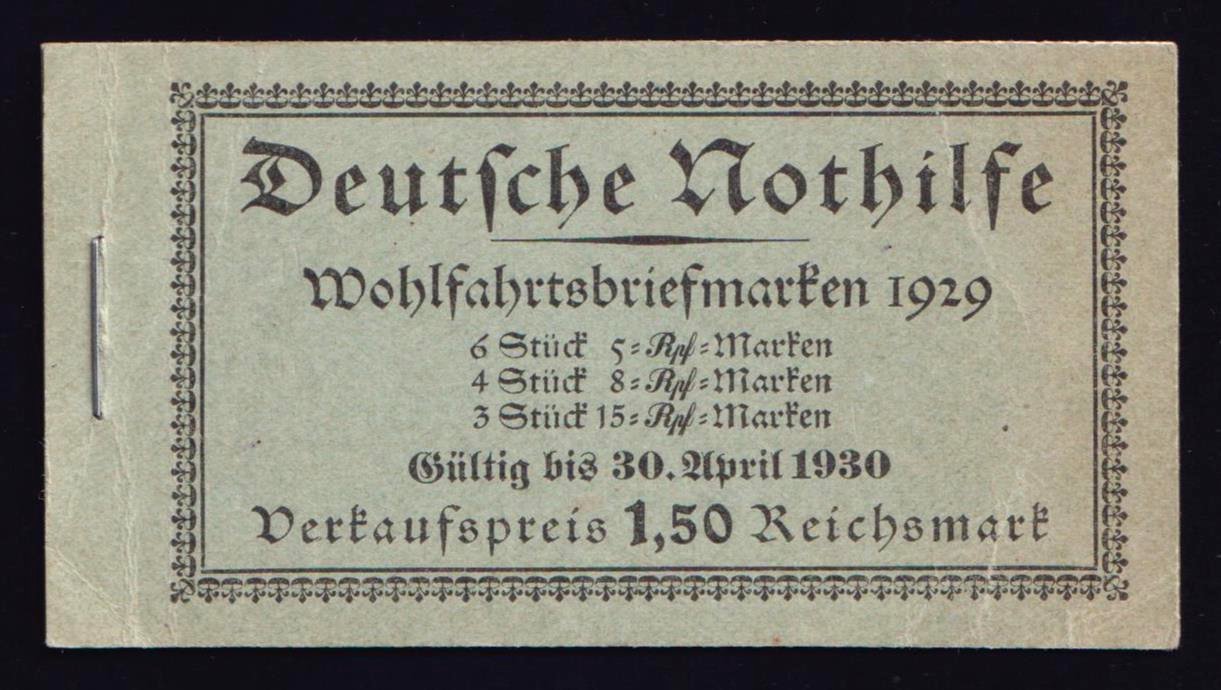 Deutſche Nothilfe
Wohlfahrtsbriefmarken 1929
6 Stück 5=Rpf=Marken
4 Stück 8=Rpf=Marken
3 Stück 15=Rpf=Marken
Gültig bis 30. April 1930
Verkaufspreis 1,50 Reichsmark